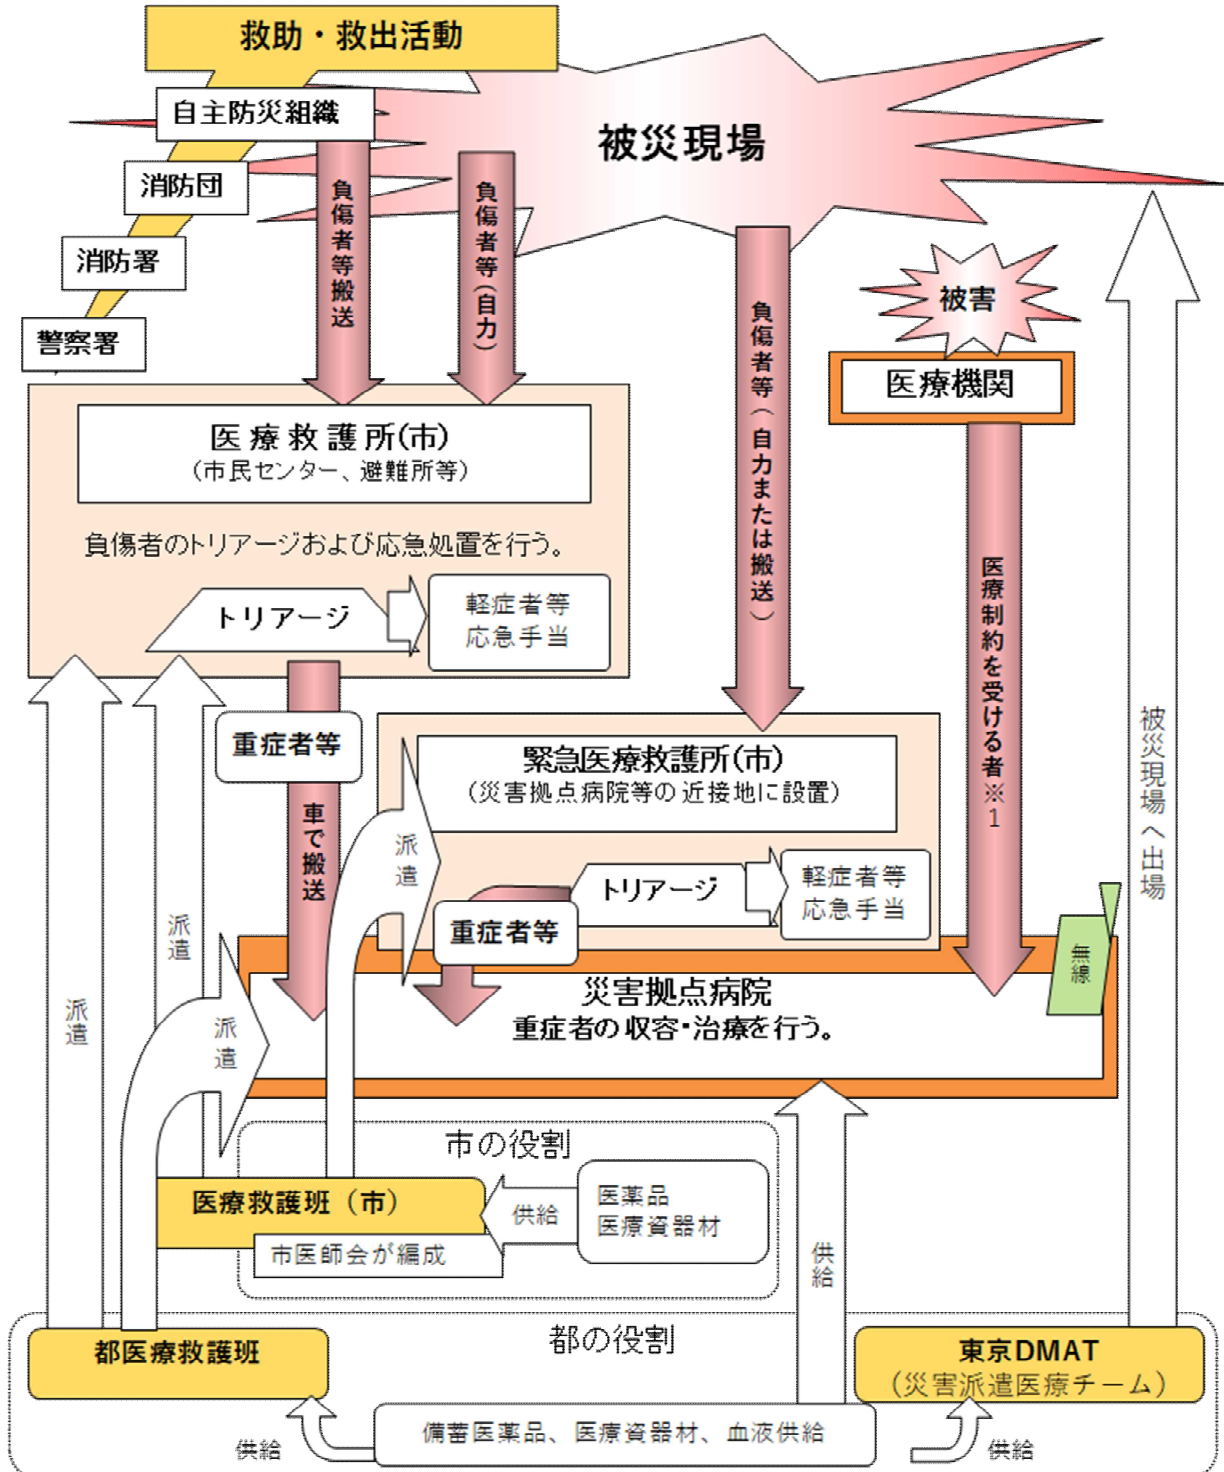 救助・救出活動
自主防災組織
消防団
消防署
警察署
被災現場
負傷者等搬送
負傷者等(自力)
負傷者等(自力または搬送)
被害
医療機関
医療救護所(市)
(市民センター、避難所等)
負傷者のトリアージおよび応急処置を行う。
トリアージ
軽症者等
応急手当
重症者等
車で搬送
医療制約を受ける者※1
被災現場へ出場
緊急医療救護所(市)
(災害拠点病院等の近接地に設置)
派遣
トリアージ
軽症者等
応急手当
重症者等
無線
災害拠点病院
重症者の収容・治療を行う。
派遣
派遣
派遣
市の役割
医療救護班(市)
市医師会が編成
供給
医薬品
医療資器材
供給
都の役割
都医療救護班
東京DMAT
(災害派遣医療チーム)
備蓄医薬品、医療資器材、血液供給
供給
供給